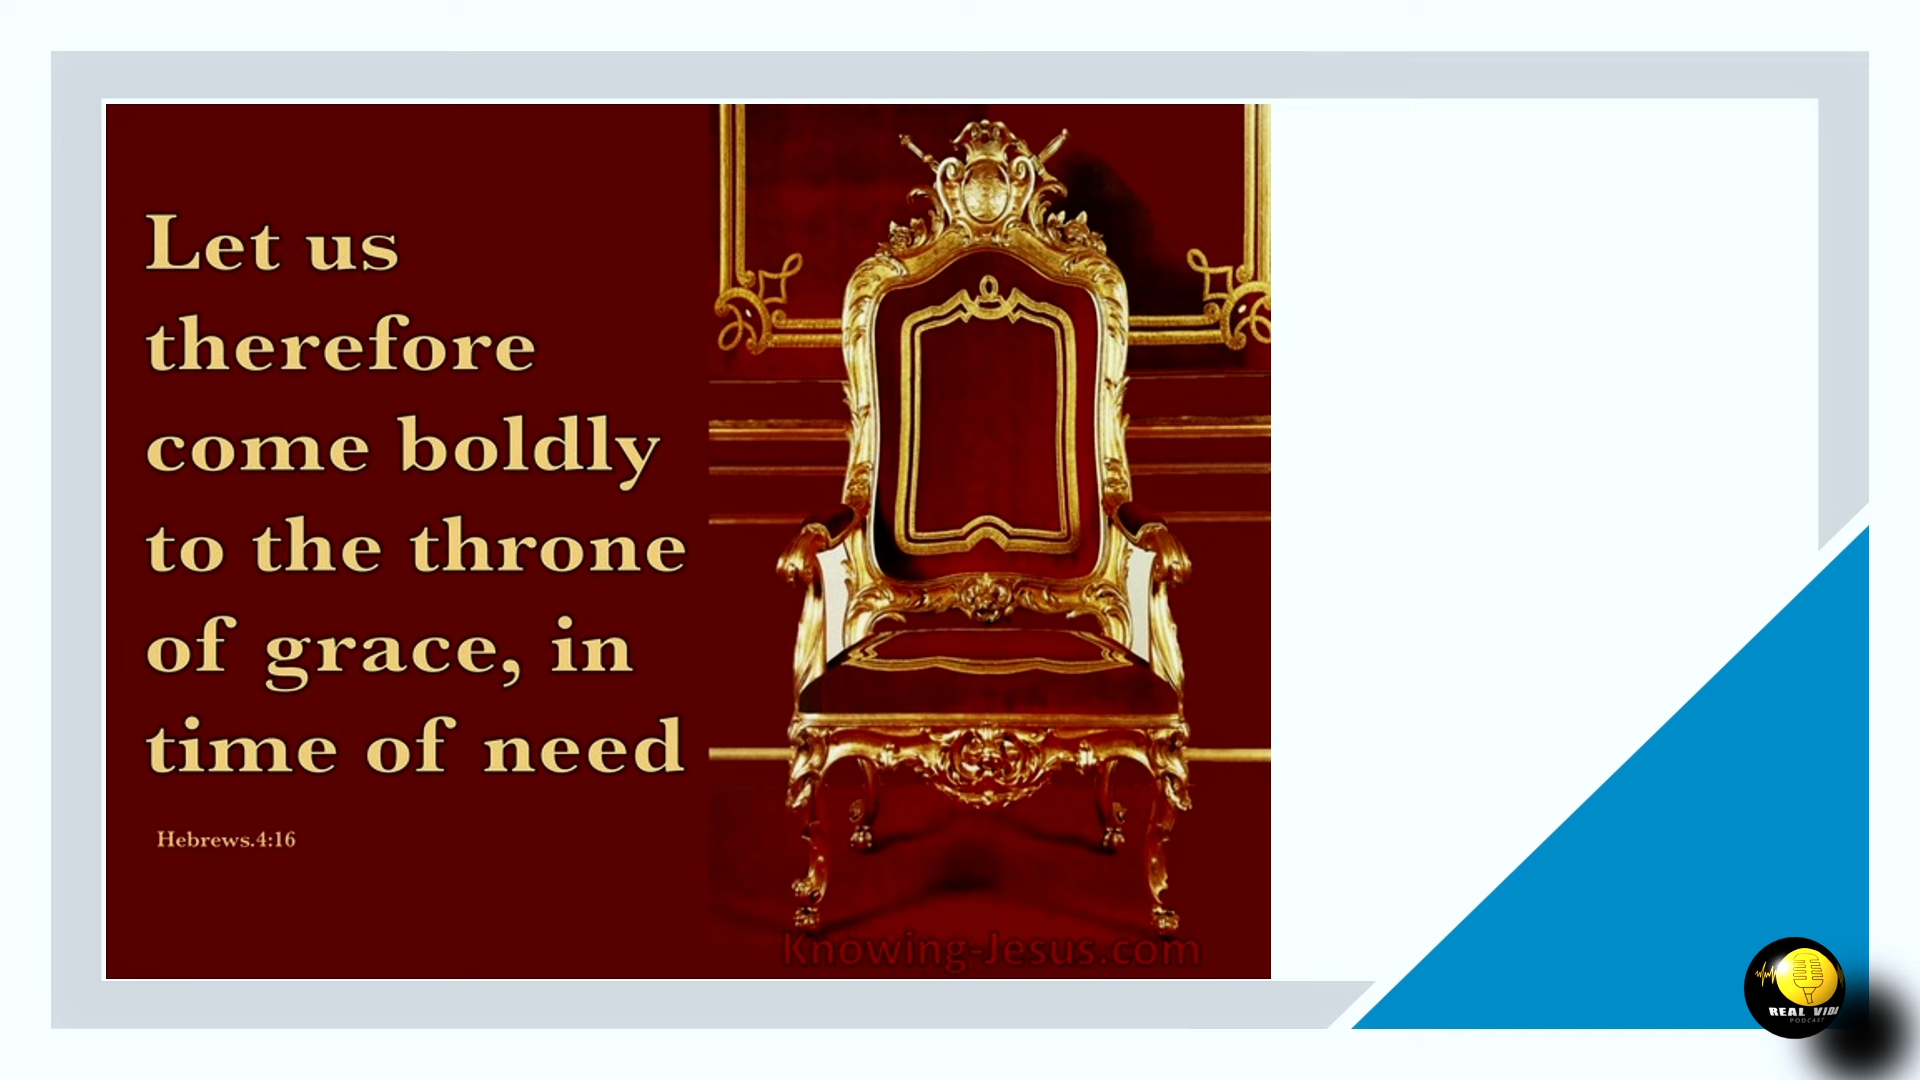 Let us
therefore
come boldly
to the throne
of grace, in
time of need
Hebrews.4:16
Knowing-Jesus.com
REAL
PODCAST